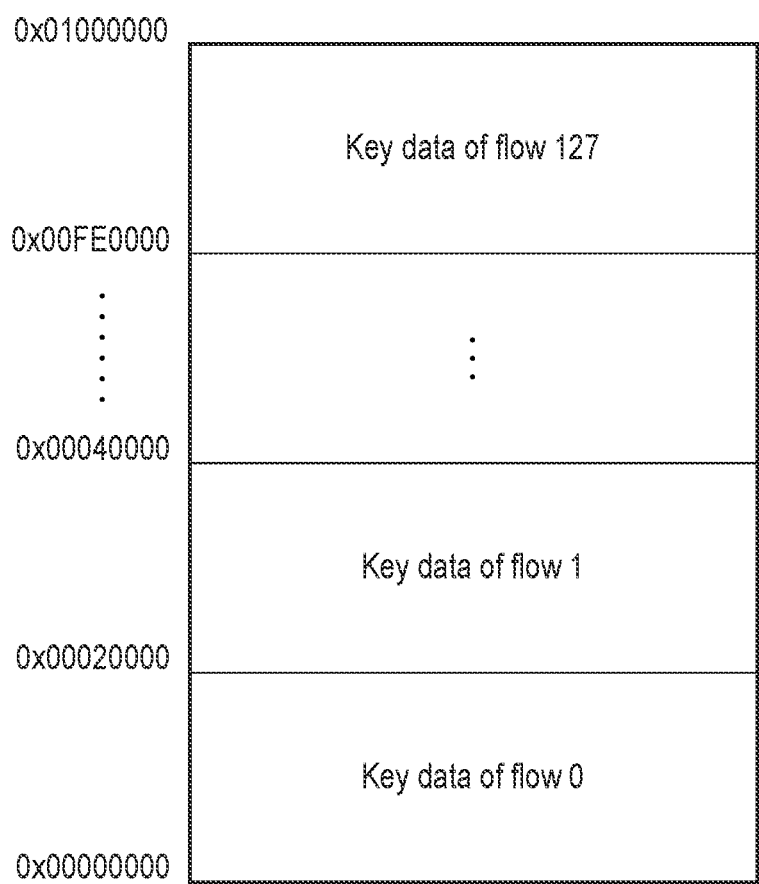 0x01000000
Key data of flow 127
0x00FE0000
0x00040000
Key data of flow 1
0x00020000
Key data of flow 0
0x00000000